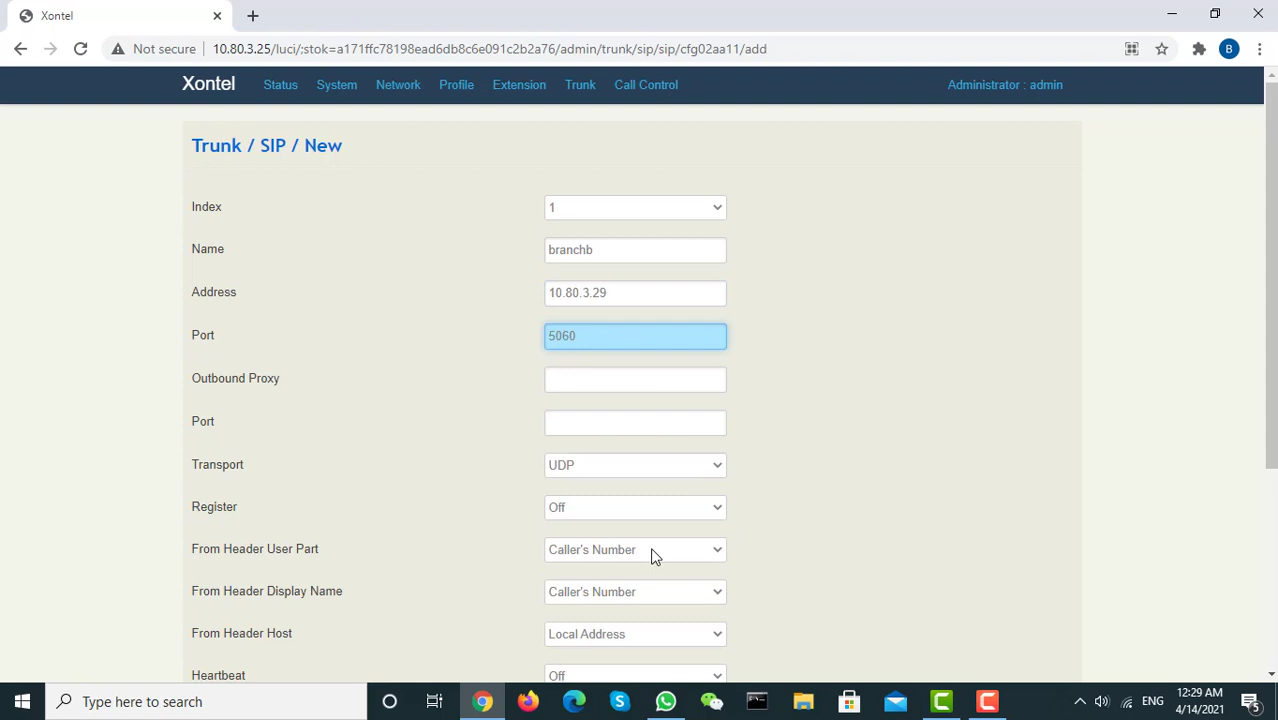 Xontel
Not secure 10.80.3.25/luci/;stok=a171ffc78198ead6db8c6e091c2b2a76/admin/trunk/sip/sip/cfg02aa11/add
B
Xontel Status System Network Profile Extension Trunk Call Control Administrator : admin
Trunk / SIP / New
Index 1
Name branchb
Address 10.80.3.29
Port 5060
Outbound Proxy
Port
Transport UDP
Register Off
From Header User Part Caller's Number
From Header Display Name Caller's Number
From Header Host Local Address
Heartbeat Off
Type here to search
ENG
12:29 AM
4/14/2021
5